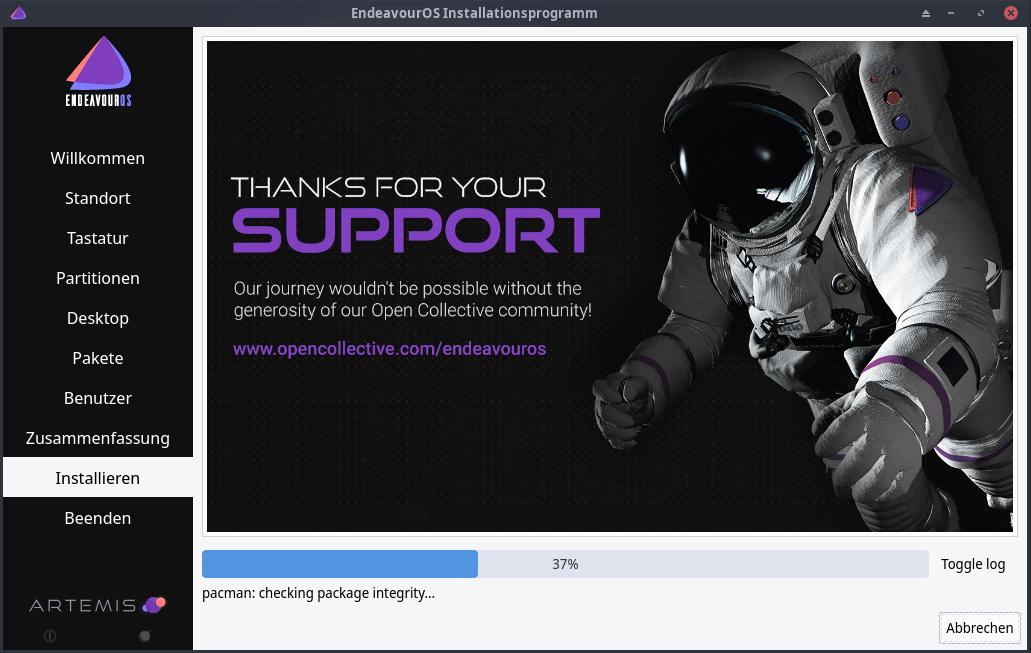 EndeavourOS Installationsprogramm
ENDEAVOUROS
Willkommen
Standort
Tastatur
Partitionen
Desktop
Pakete
Benutzer
Zusammenfassung
Installieren
Beenden
ARTEMIS
THANKS FOR YOUR
SUPPORT
Our journey wouldn't be possible without the
generosity of our Open Collective community!
www.opencollective.com/endeavouros
37%
Toggle log
pacman: checking package integrity...
Abbrechen